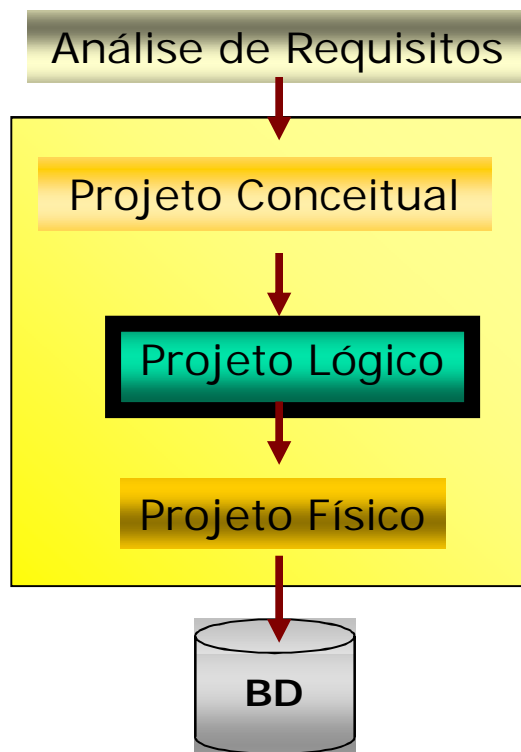 Análise de Requisitos
Projeto Conceitual
Projeto Lógico
Projeto Físico
BD